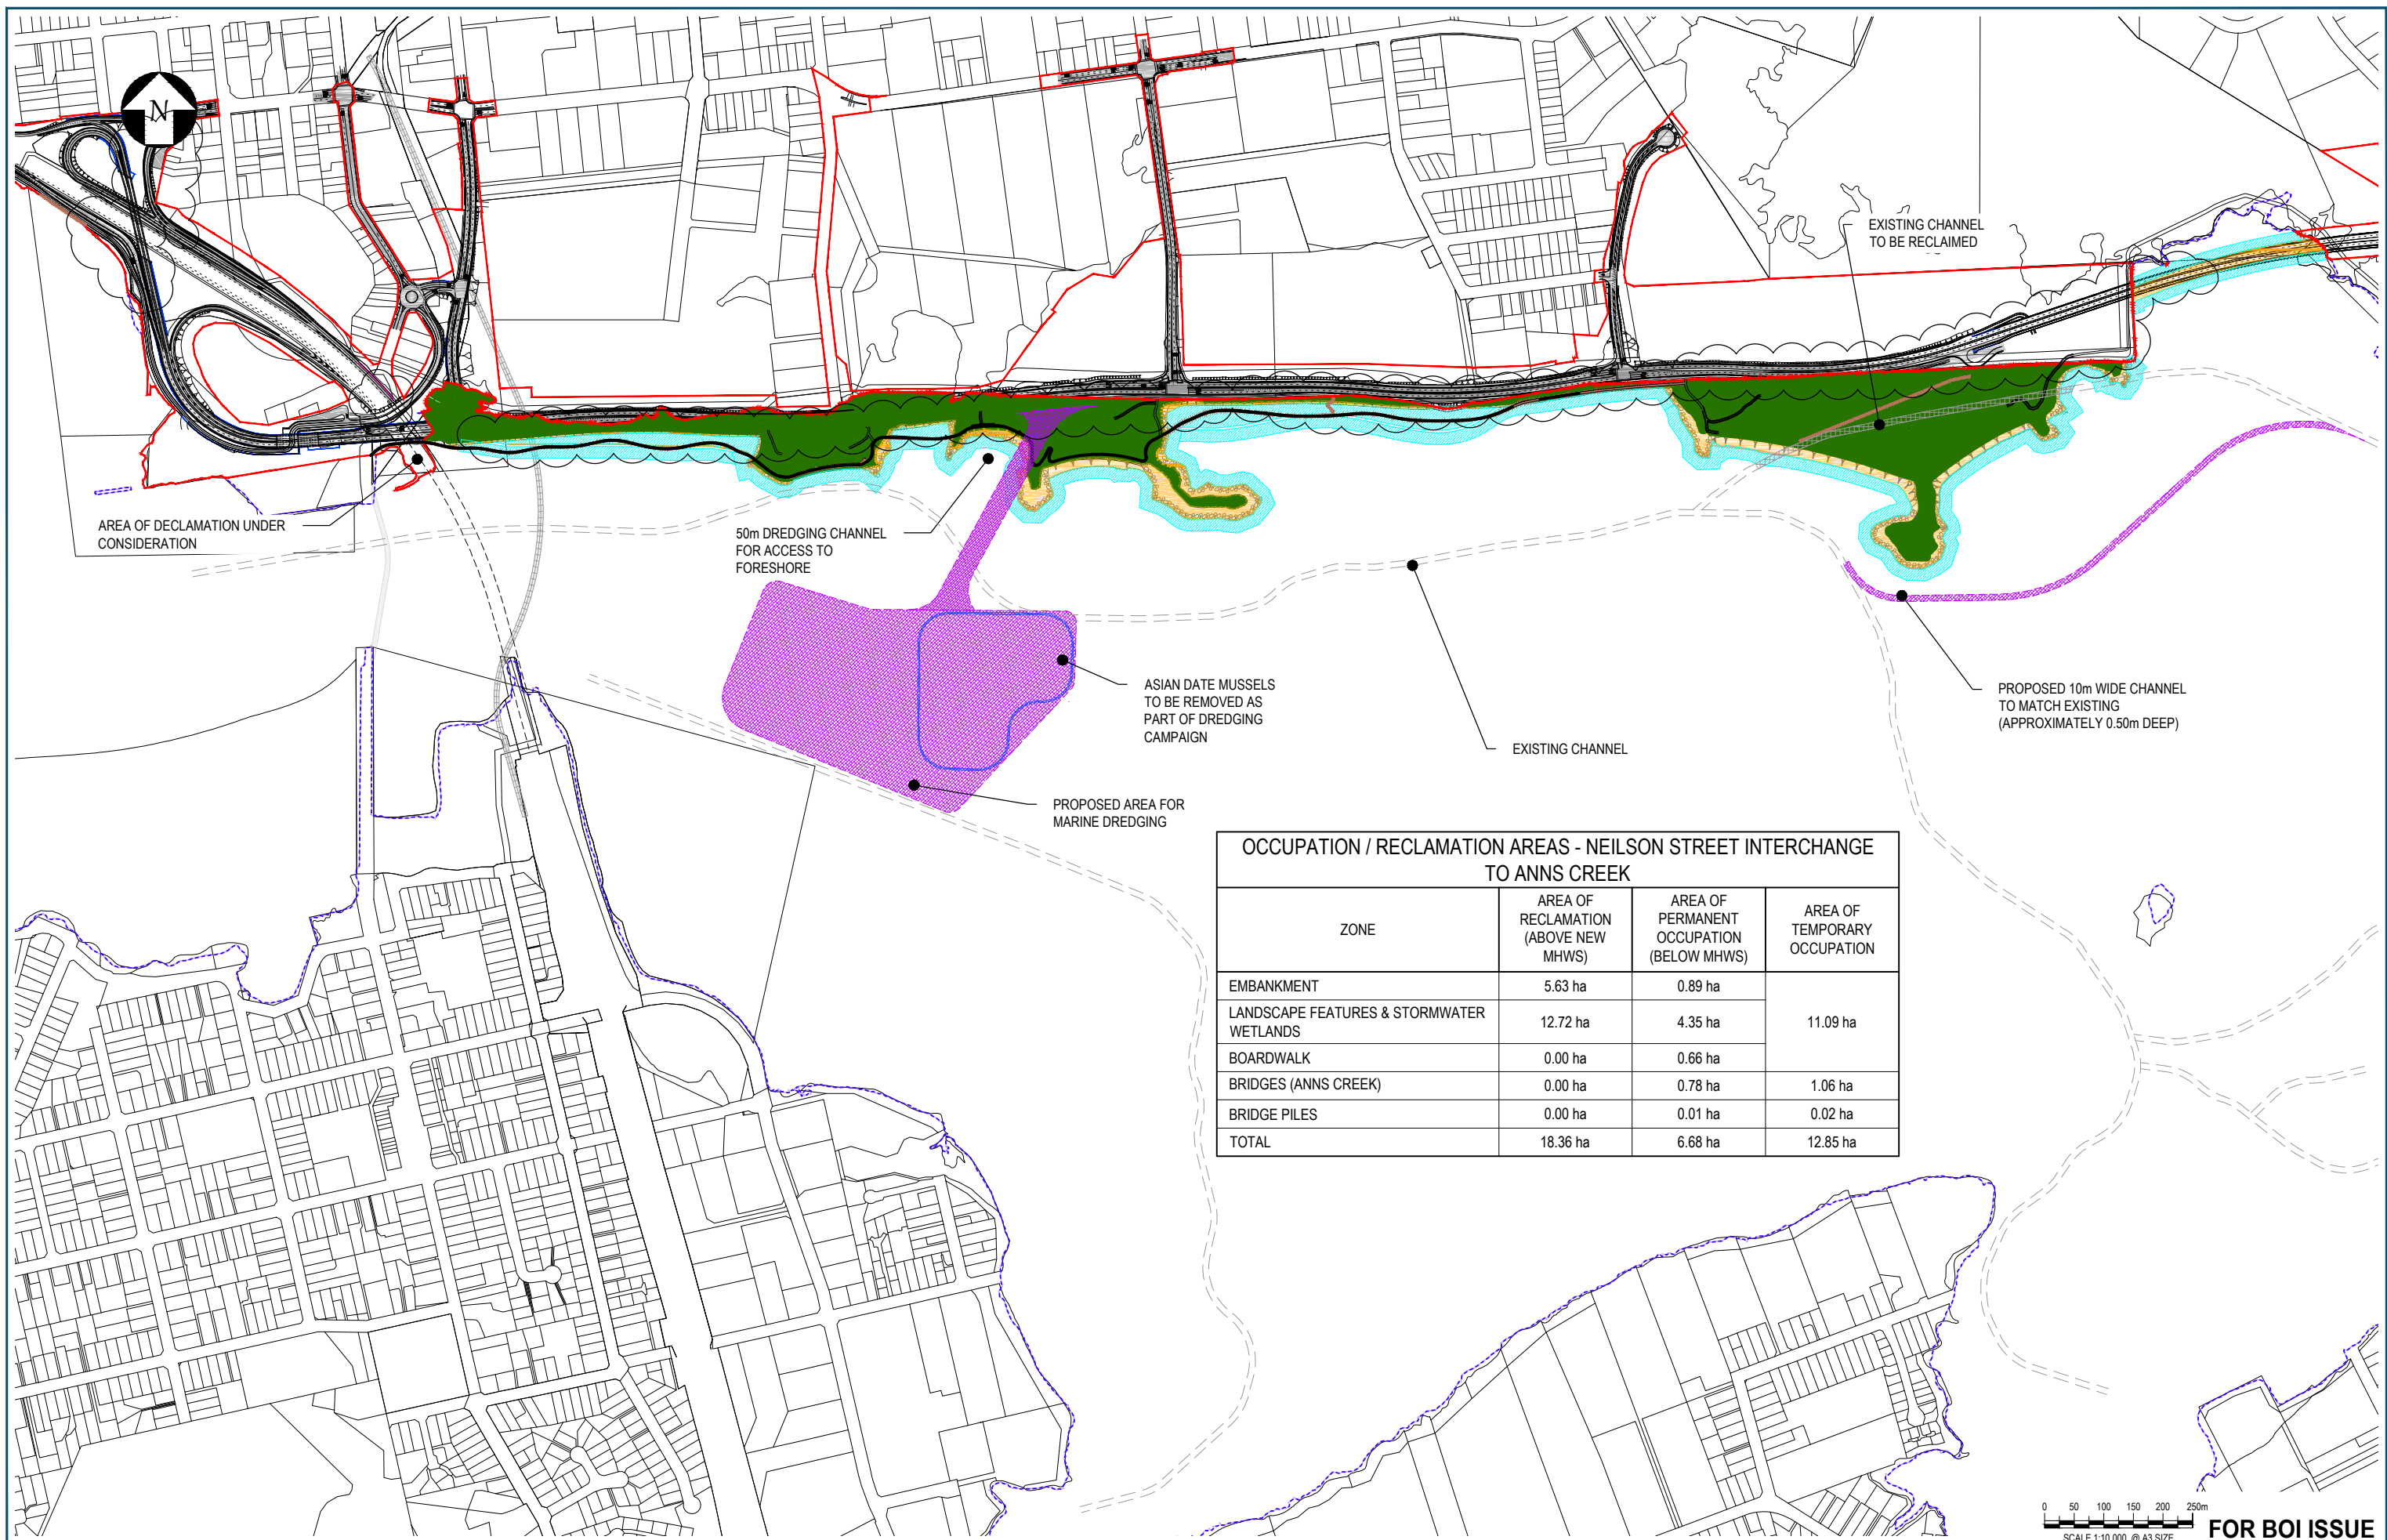 N
EXISTING CHANNEL
TO BE RECLAIMED
AREA OF DECLAMATION UNDER
CONSIDERATION
50m DREDGING CHANNEL
FOR ACCESS TO
FORESHORE
ASIAN DATE MUSSELS
TO BE REMOVED AS
PART OF DREDGING
CAMPAIGN
EXISTING CHANNEL
PROPOSED 10m WIDE CHANNEL
TO MATCH EXISTING
(APPROXIMATELY 0.50m DEEP)
PROPOSED AREA FOR
MARINE DREDGING
OCCUPATION / RECLAMATION AREAS - NEILSON STREET INTERCHANGE
TO ANNS CREEK
ZONE
AREA OF
RECLAMATION
(ABOVE NEW
MHWS)
AREA OF
PERMANENT
OCCUPATION
(BELOW MHWS)
AREA OF
TEMPORARY
OCCUPATION
EMBANKMENT 5.63 ha 0.89 ha
LANDSCAPE FEATURES & STORMWATER
WETLANDS
12.72 ha 4.35 ha 11.09 ha
BOARDWALK 0.00 ha 0.66 ha
BRIDGES (ANNS CREEK) 0.00 ha 0.78 ha 1.06 ha
BRIDGE PILES 0.00 ha 0.01 ha 0.02 ha
TOTAL 18.36 ha 6.68 ha 12.85 ha
0 50 100 150 200 250m
SCALE 1:10,000 @ A3 SIZE
FOR BOI ISSUE